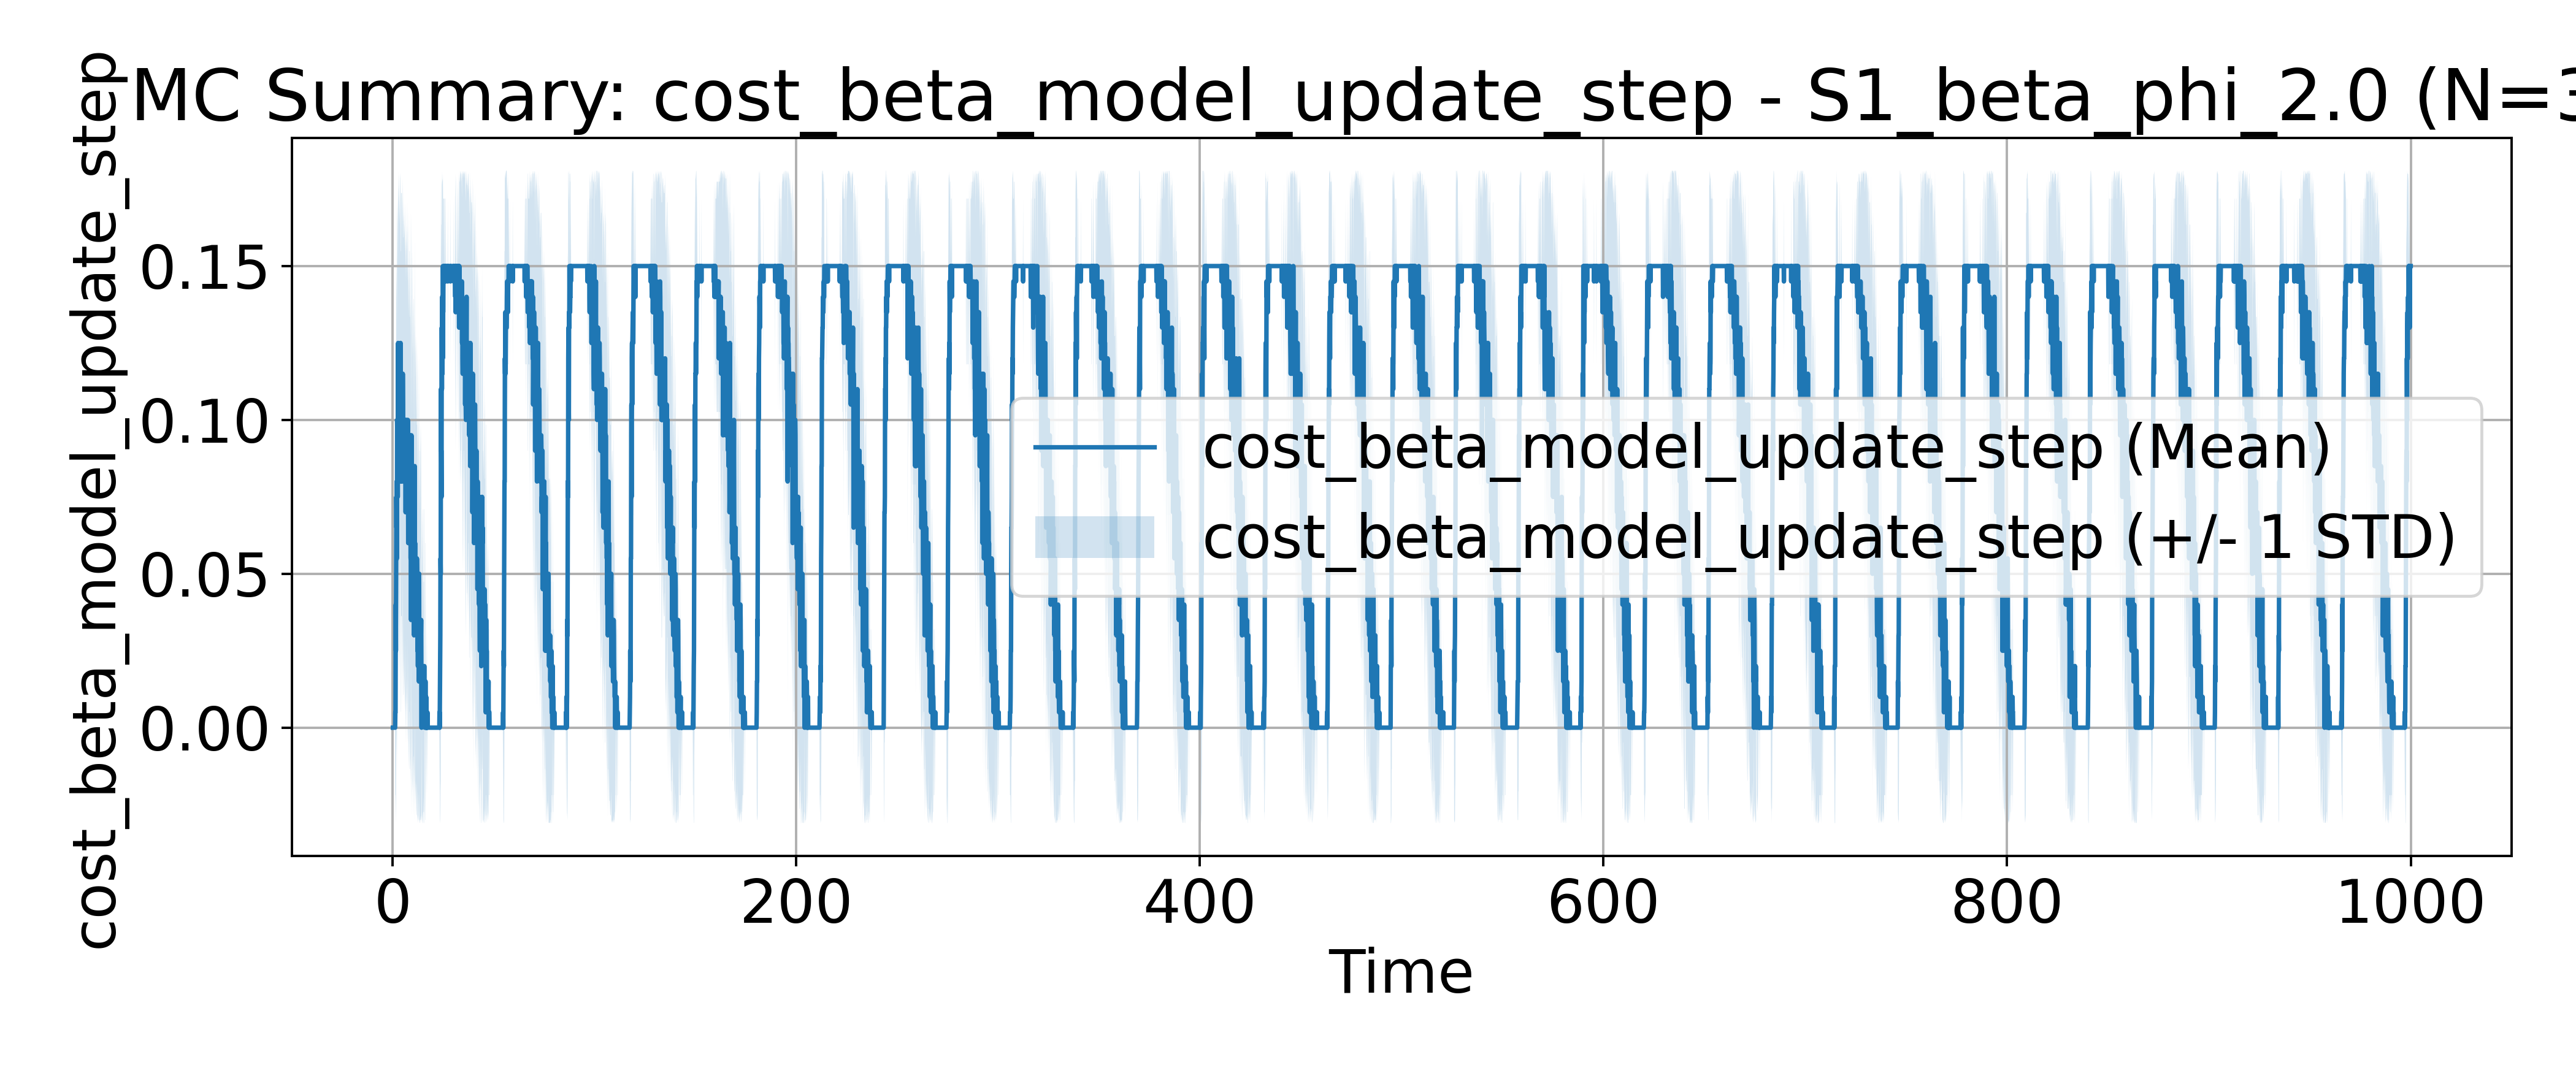 MC Summary: cost_beta_model_update_step - S1_beta_phi_2.0 (N=3
cost_beta_model_update_step
0.15
0.10
0.05
0.00
cost_beta_model_update_step (Mean)
cost_beta_model_update_step (+/- 1 STD)
0 200 400 600 800 1000
Time